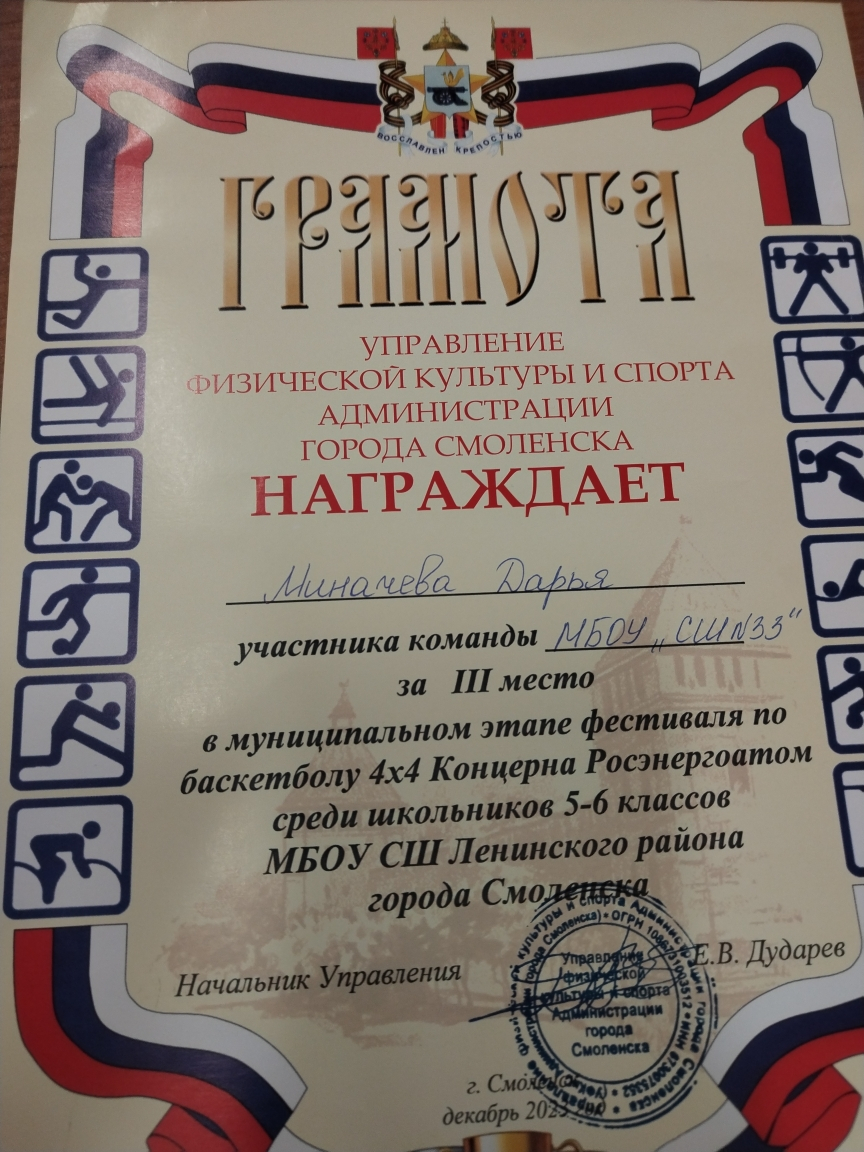 ВОССЛАВЛЕН КРЕПОСТЬЮ
ГРАМОТА
УПРАВЛЕНИЕ
ФИЗИЧЕСКОЙ КУЛЬТУРЫ И СПОРТА
АДМИНИСТРАЦИИ
ГОРОДА СМОЛЕНСКА
НАГРАЖДАЕТ
Миначева Дарья
участника команды МБОУ „СШ №33“
за III место
в муниципальном этапе фестиваля по
баскетболу 4х4 Концерна Росэнергоатом
среди школьников 5-6 классов
МБОУ СШ Ленинского района
города Смоленска
Начальник Управления
Е.В. Дударев
Управление
физической
культуры и спорта
Администрации
города
Смоленска
г. Смоленск
декабрь